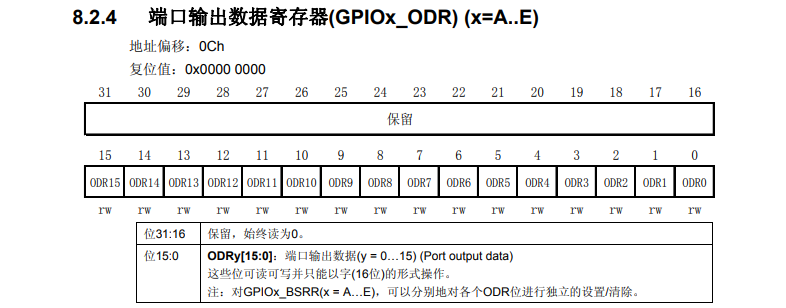 8.2.4 端口输出数据寄存器(GPIOx_ODR) (x=A..E)
地址偏移：0Ch
复位值：0x0000 0000
31 30 29 28 27 26 25 24 23 22 21 20 19 18 17 16
保留
15 14 13 12 11 10 9 8 7 6 5 4 3 2 1 0
ODR15 ODR14 ODR13 ODR12 ODR11 ODR10 ODR9 ODR8 ODR7 ODR6 ODR5 ODR4 ODR3 ODR2 ODR1 ODR0
rw rw rw rw rw rw rw rw rw rw rw rw rw rw rw rw
位31:16 保留，始终读为0。
位15:0 ODRy[15:0]：端口输出数据(y = 0…15) (Port output data)
这些位可读可写并只能以字(16位)的形式操作。
注：对GPIOx_BSRR(x = A…E)，可以分别地对各个ODR位进行独立的设置/清除。